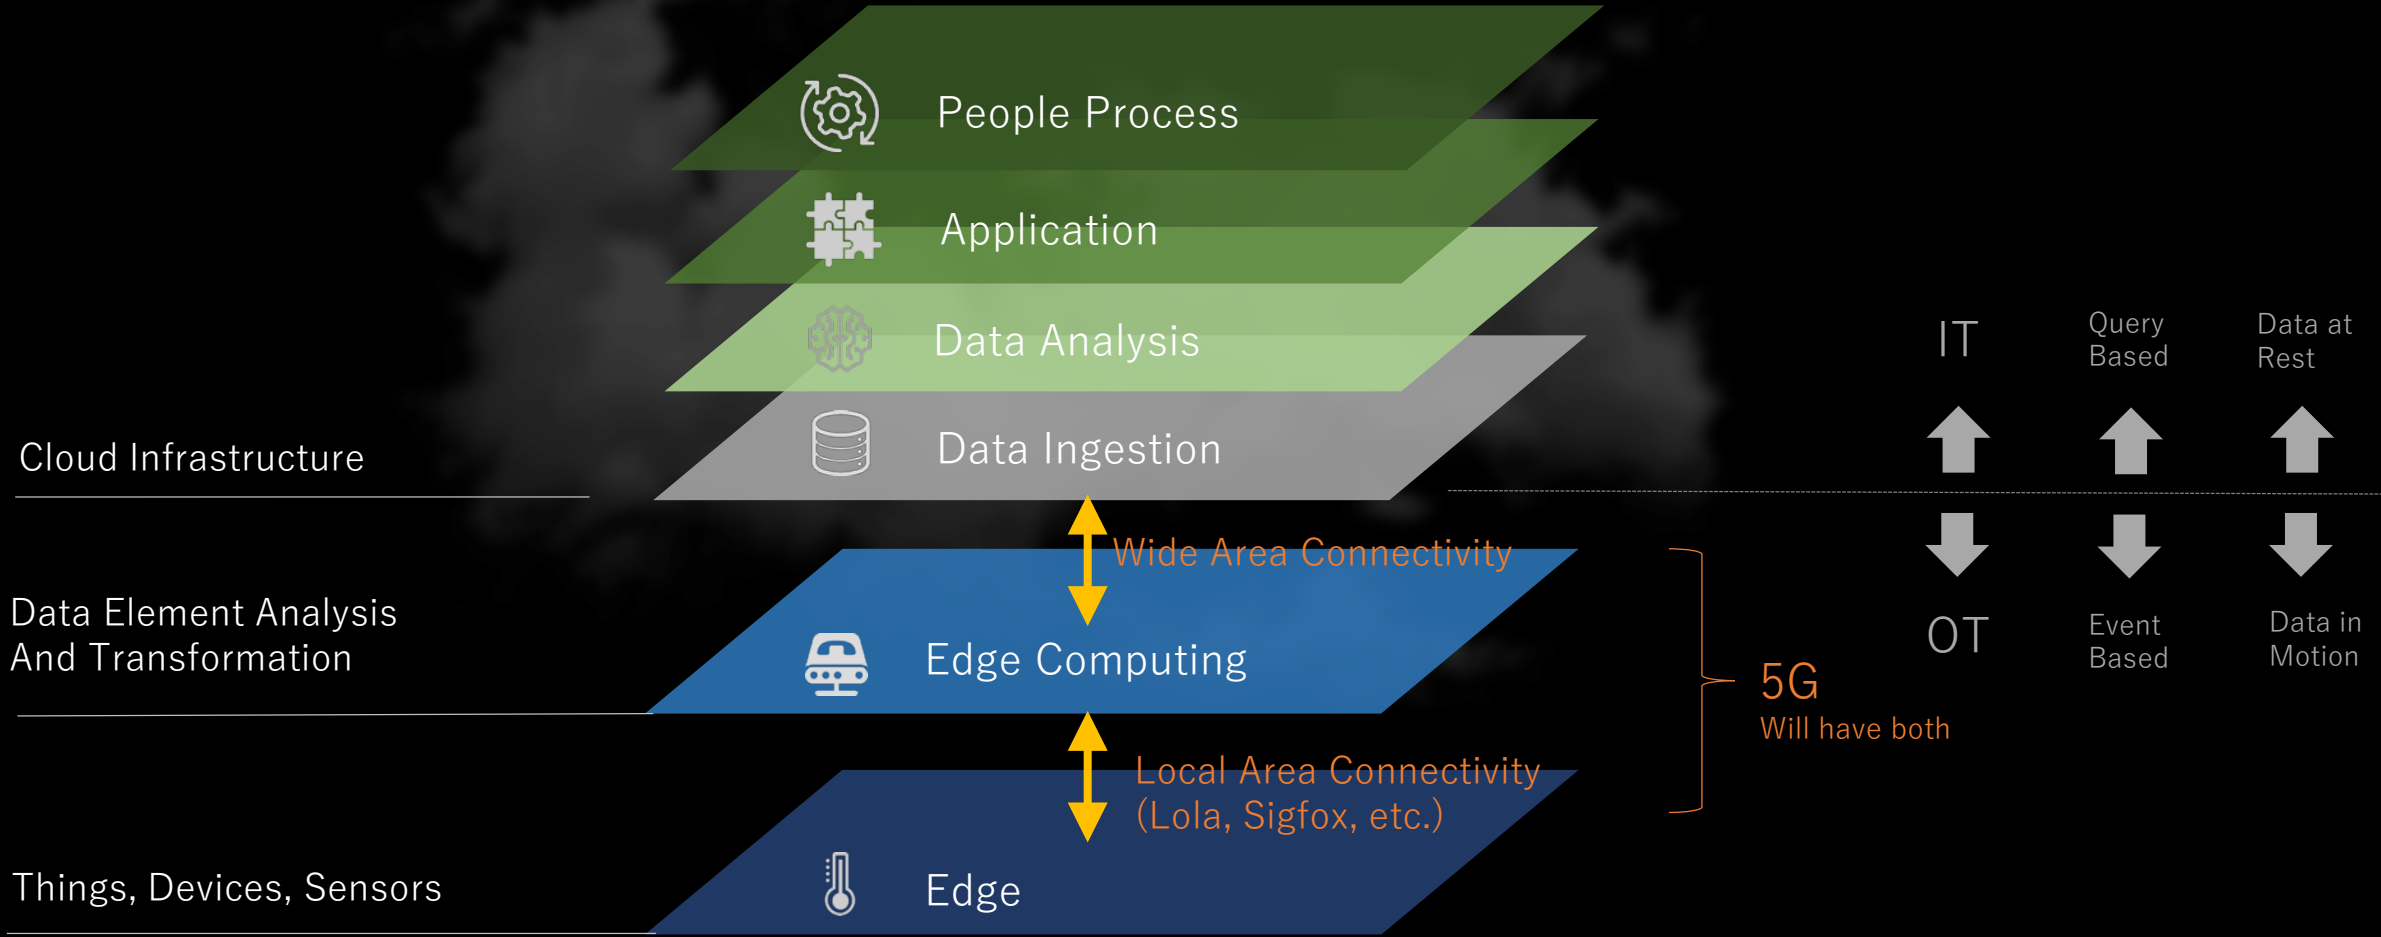 People Process
Application
Data Analysis
Data Ingestion
Cloud Infrastructure
Wide Area Connectivity
Data Element Analysis
And Transformation
Edge Computing
Local Area Connectivity
(Lola, Sigfox, etc.)
Things, Devices, Sensors
Edge
5G
Will have both
IT
Query
Based
Data at
Rest
OT
Event
Based
Data in
Motion